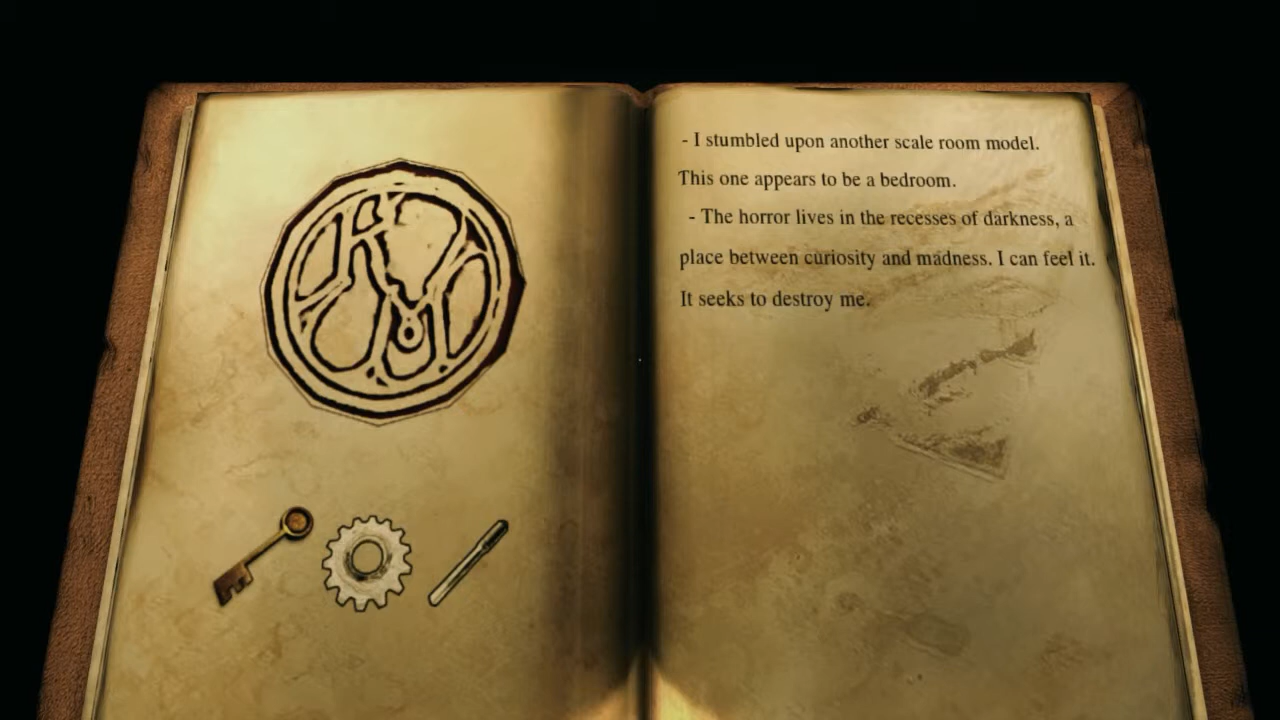 - I stumbled upon another scale room model.
This one appears to be a bedroom.
- The horror lives in the recesses of darkness, a
place between curiosity and madness. I can feel it.
It seeks to destroy me.